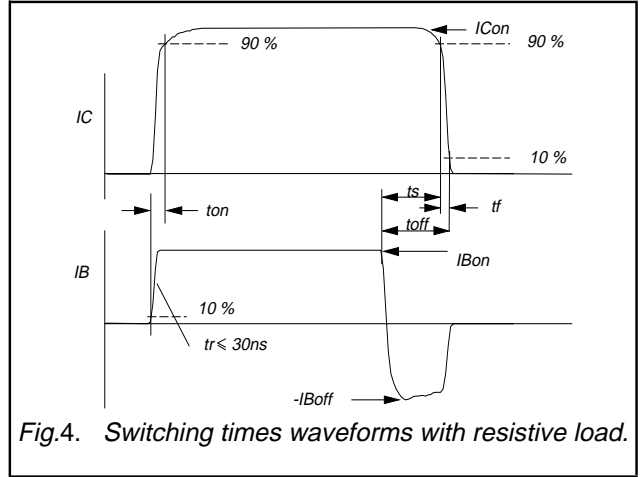 ICon
90 %
90 %
IC
10 %
ts
ton
tf
toff
IB
IBon
10 %
tr ⩽ 30ns
-IBoff
Fig.4. Switching times waveforms with resistive load.